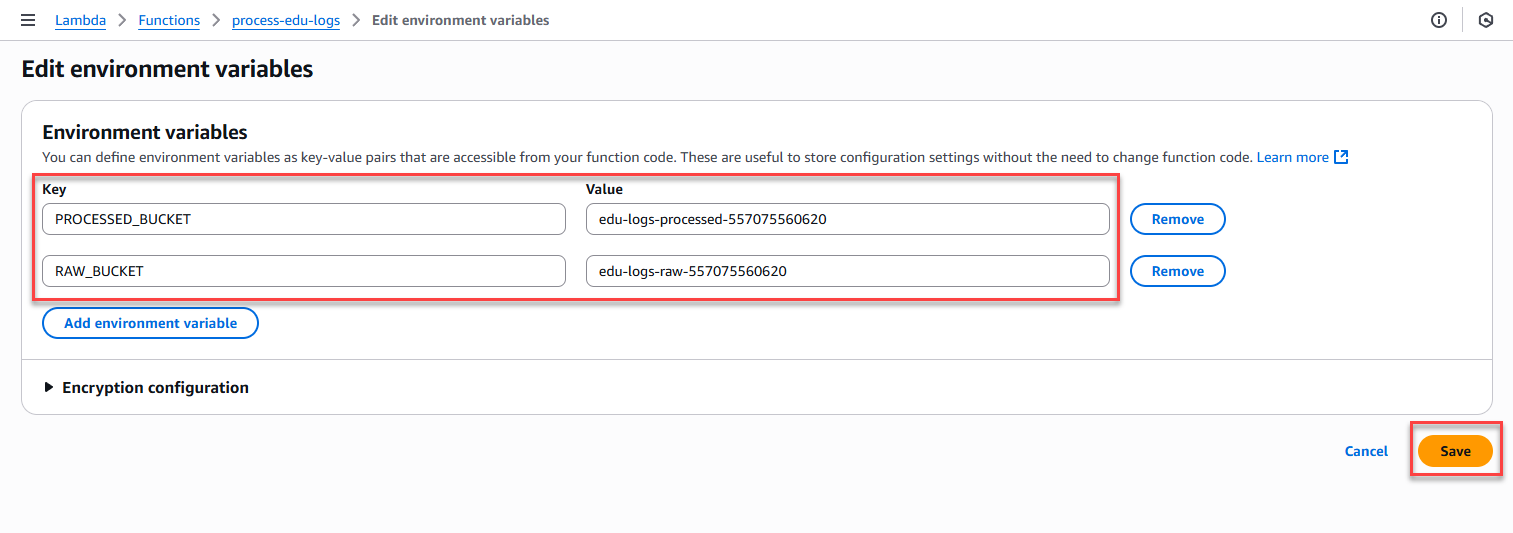 Lambda > Functions > process-edu-logs > Edit environment variables
Edit environment variables
Environment variables
You can define environment variables as key-value pairs that are accessible from your function code. These are useful to store configuration settings without the need to change function code. Learn more
Key Value
PROCESSED_BUCKET edu-logs-processed-557075560620 Remove
RAW_BUCKET edu-logs-raw-557075560620 Remove
Add environment variable
Encryption configuration
Cancel Save